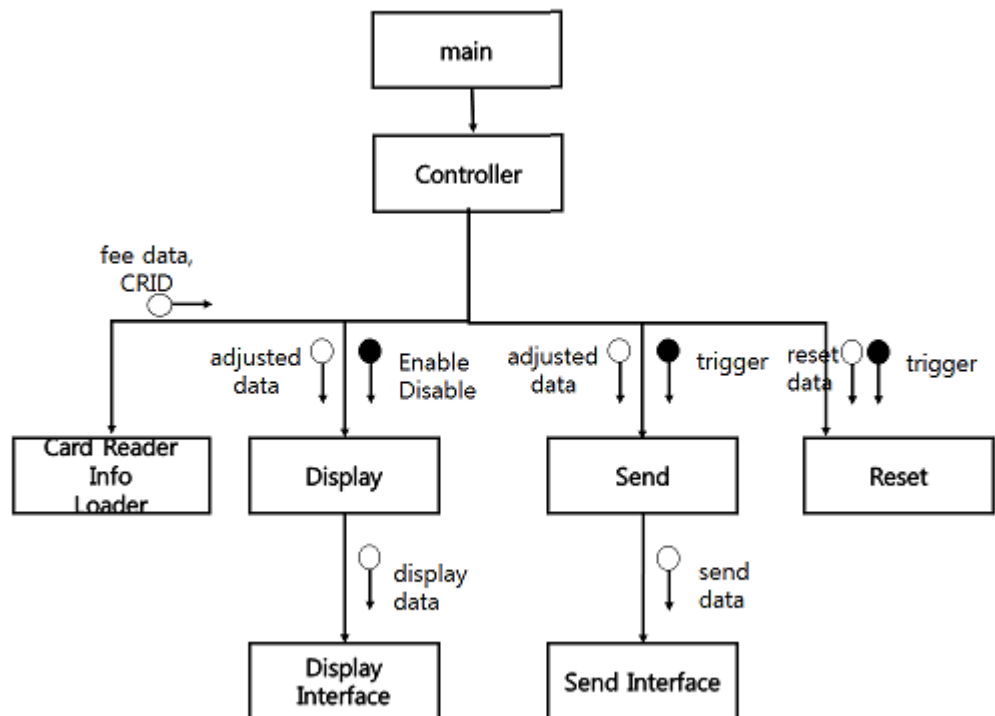 main
Controller
fee data,
CRID
adjusted
data
Enable
Disable
adjusted
data
trigger
reset
data
trigger
Card Reader
Info
Loader
Display
Send
Reset
display
data
send
data
Display
Interface
Send Interface